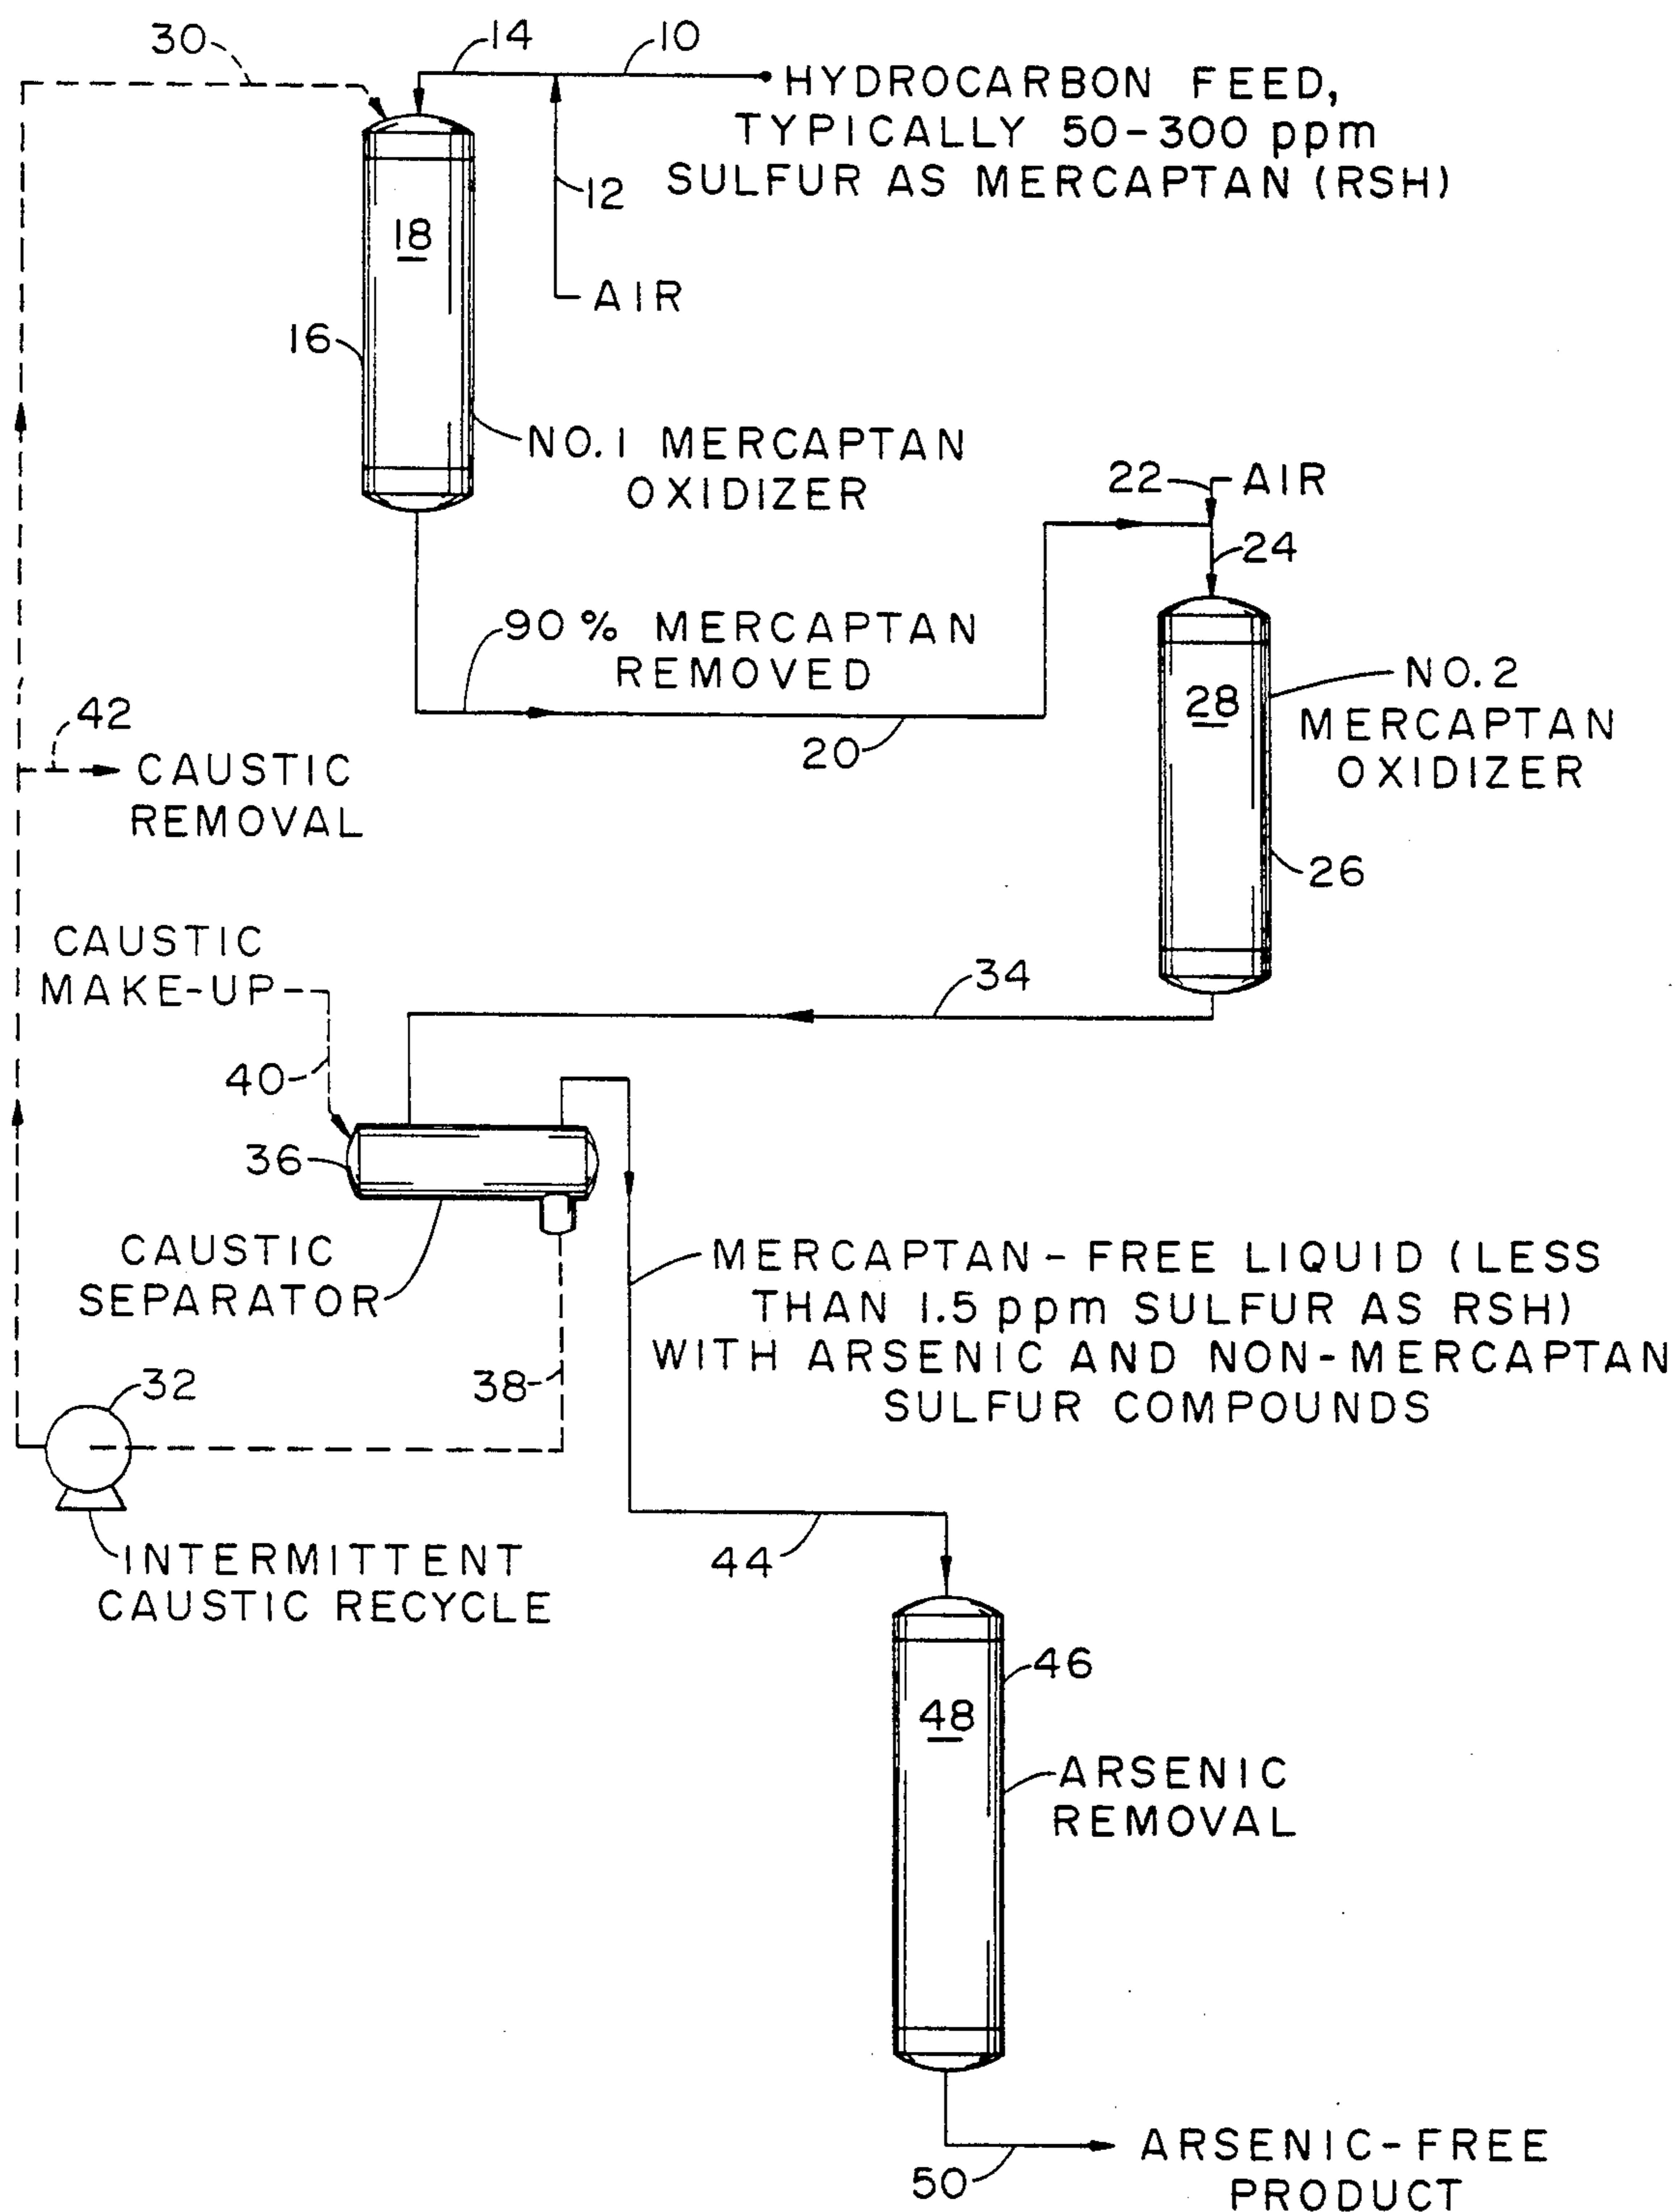 30
14
10
HYDROCARBON FEED,
TYPICALLY 50-300 ppm
SULFUR AS MERCAPTAN (RSH)
12
18
AIR
16
NO. 1 MERCAPTAN
OXIDIZER
22
AIR
24
90% MERCAPTAN
REMOVED
20
28
NO. 2
MERCAPTAN
OXIDIZER
26
42
CAUSTIC
REMOVAL
CAUSTIC
MAKE-UP
34
40
36
CAUSTIC
SEPARATOR
MERCAPTAN-FREE LIQUID (LESS
THAN 1.5 ppm SULFUR AS RSH)
WITH ARSENIC AND NON-MERCAPTAN
SULFUR COMPOUNDS
38
32
INTERMITTENT
CAUSTIC RECYCLE
44
46
48
ARSENIC
REMOVAL
50
ARSENIC-FREE
PRODUCT